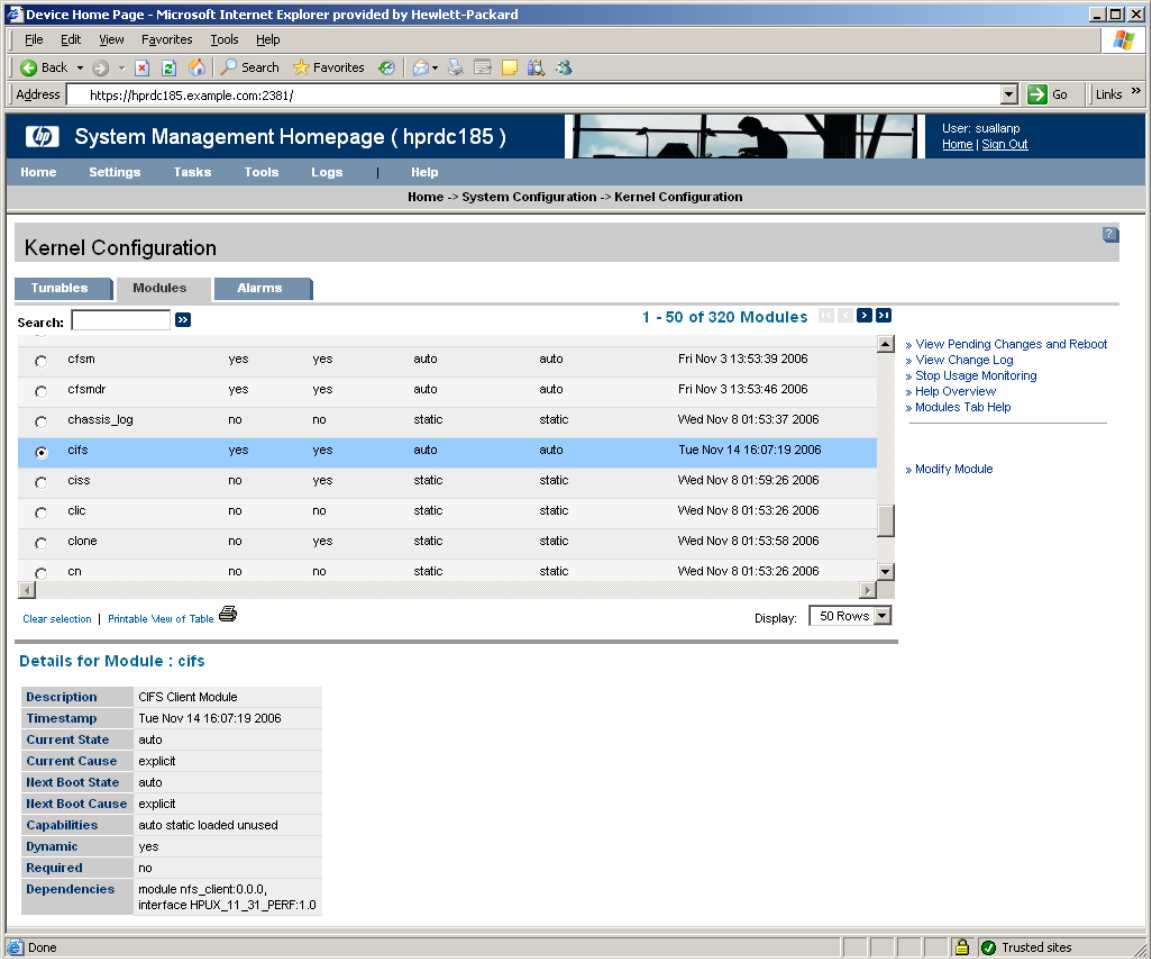 Device Home Page - Microsoft Internet Explorer provided by Hewlett-Packard
File Edit View Favorites Tools Help
Back Search Favorites
Address https://hprdc185.example.com:2381/ Go Links »
hp System Management Homepage ( hprdc185 )
User: suallanp
Home | Sign Out
Home Settings Tasks Tools Logs | Help
Home -> System Configuration -> Kernel Configuration
Kernel Configuration ?
Tunables Modules Alarms
Search: » 1 - 50 of 320 Modules
cfsm yes yes auto auto Fri Nov 3 13:53:39 2006
cfsmdr yes yes auto auto Fri Nov 3 13:53:46 2006
chassis_log no no static static Wed Nov 8 01:53:37 2006
cifs yes yes auto auto Tue Nov 14 16:07:19 2006
ciss no yes static static Wed Nov 8 01:59:26 2006
clic no no static static Wed Nov 8 01:53:26 2006
clone no yes static static Wed Nov 8 01:53:58 2006
cn no no static static Wed Nov 8 01:53:26 2006
» View Pending Changes and Reboot
» View Change Log
» Stop Usage Monitoring
» Help Overview
» Modules Tab Help
» Modify Module
Clear selection | Printable View of Table
Display: 50 Rows
Details for Module : cifs
Description CIFS Client Module
Timestamp Tue Nov 14 16:07:19 2006
Current State auto
Current Cause explicit
Next Boot State auto
Next Boot Cause explicit
Capabilities auto static loaded unused
Dynamic yes
Required no
Dependencies module nfs_client:0.0.0,
interface HPUX_11_31_PERF:1.0
Done Trusted sites